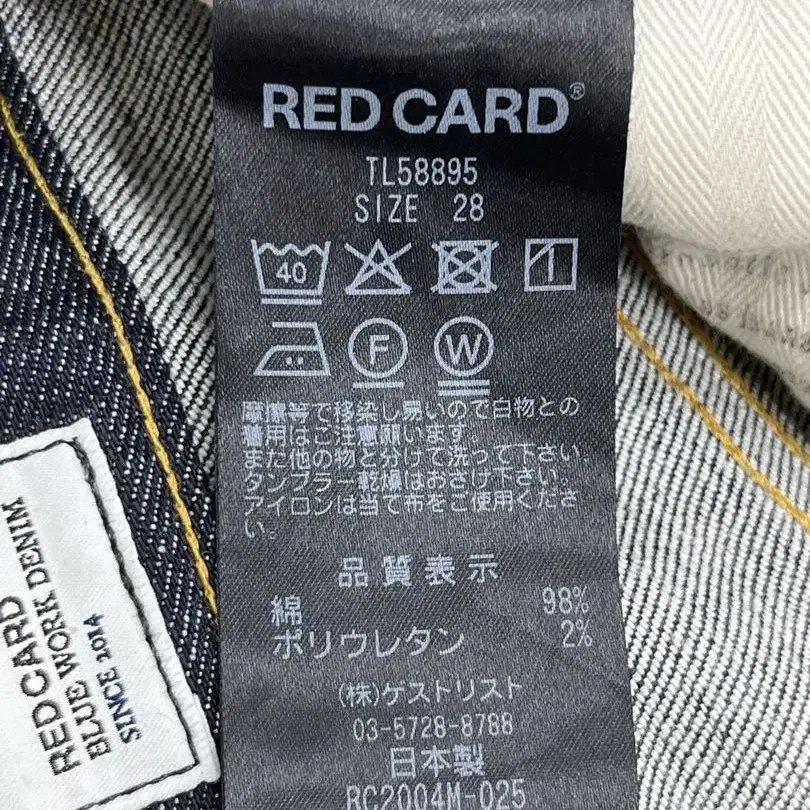 RED CARD®
TL58895
SIZE 28
40
F
W
摩擦等で移染し易いので白物との
着用はご注意願います。
また他の物と分けて洗って下さい。
タンブラー乾燥はおさけ下さい。
アイロンは当て布をご使用くださ
い。
品質表示
綿 98%
ポリウレタン 2%
(株)ゲストリスト
03-5728-8788
日本製
RC2004M-025
RED CARD
BLUE WORK DENIM
SINCE 2014